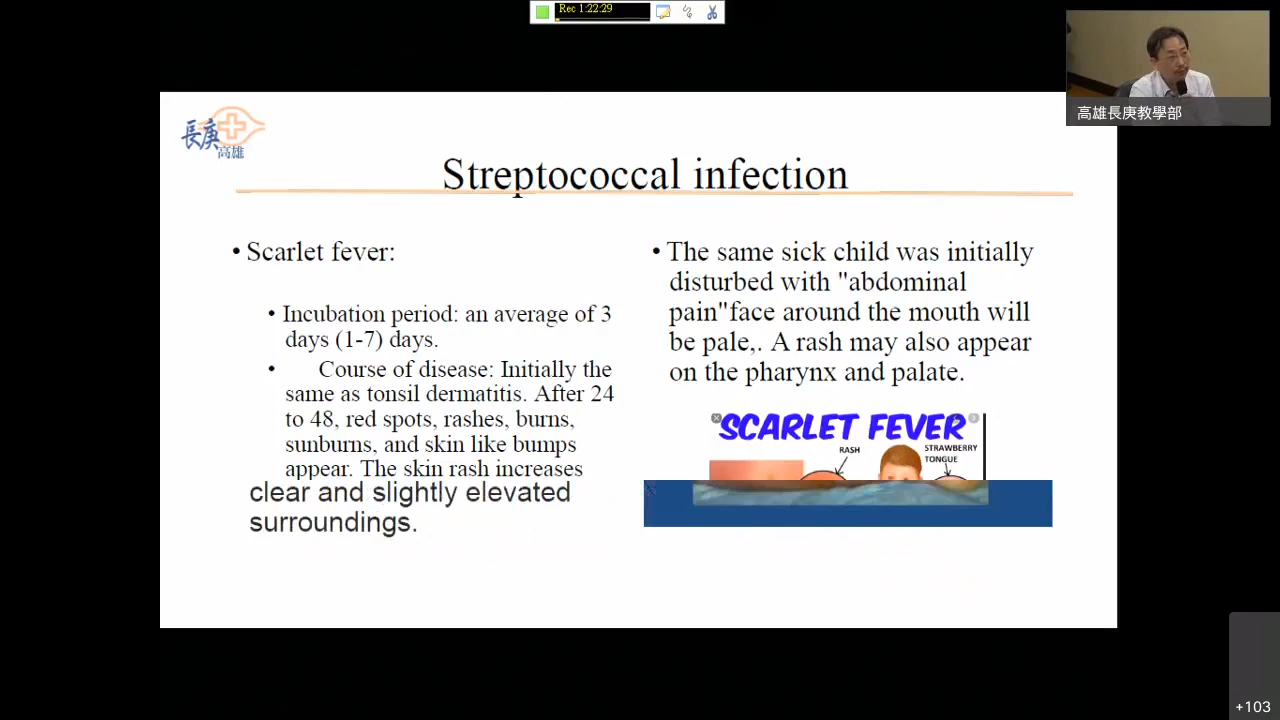 Rec 1:22:29
高雄長庚教學部
長庚
高雄
Streptococcal infection
• Scarlet fever:
• Incubation period: an average of 3
days (1-7) days.
• Course of disease: Initially the
same as tonsil dermatitis. After 24
to 48, red spots, rashes, burns,
sunburns, and skin like bumps
appear. The skin rash increases
clear and slightly elevated
surroundings.
• The same sick child was initially
disturbed with "abdominal
pain"face around the mouth will
be pale,. A rash may also appear
on the pharynx and palate.
SCARLET FEVER
RASH
STRAWBERRY
TONGUE
+103